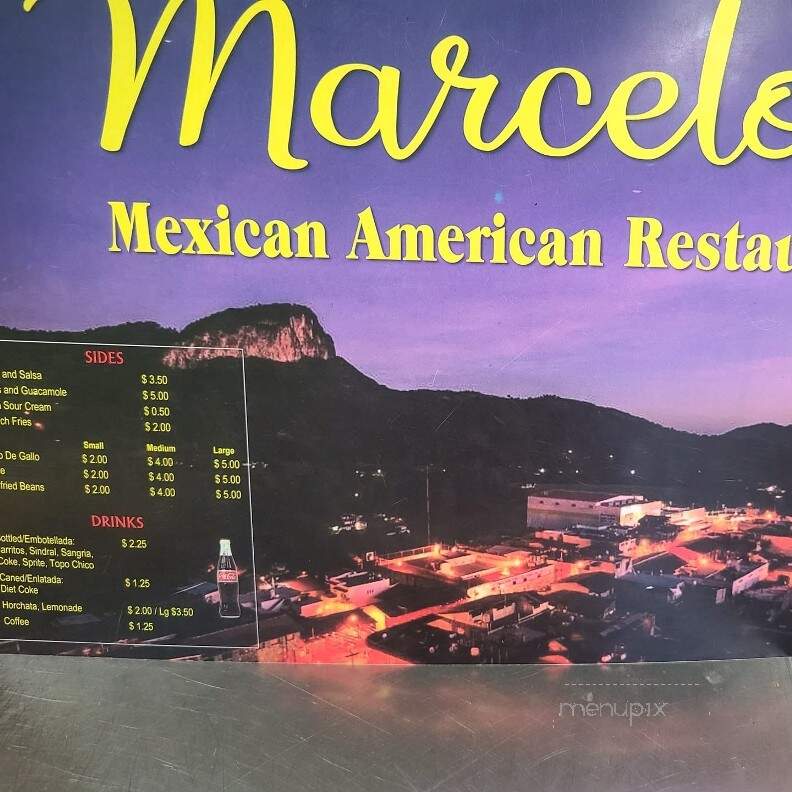 Marcelo
Mexican American Restau
SIDES
and Salsa $ 3.50
and Guacamole $ 5.00
Sour Cream $ 0.50
ch Fries $ 2.00
Small Medium Large
De Gallo $ 2.00 $ 4.00 $ 5.00
e $ 2.00 $ 4.00 $ 5.00
fried Beans $ 2.00 $ 4.00 $ 5.00
DRINKS
ottled/Embotellada: $ 2.25
arritos, Sindral, Sangria,
Coke, Sprite, Topo Chico
Caned/Enlatada: $ 1.25
Diet Coke
Horchata, Lemonade $ 2.00 / Lg $3.50
Coffee $ 1.25
Coca-Cola
menupix